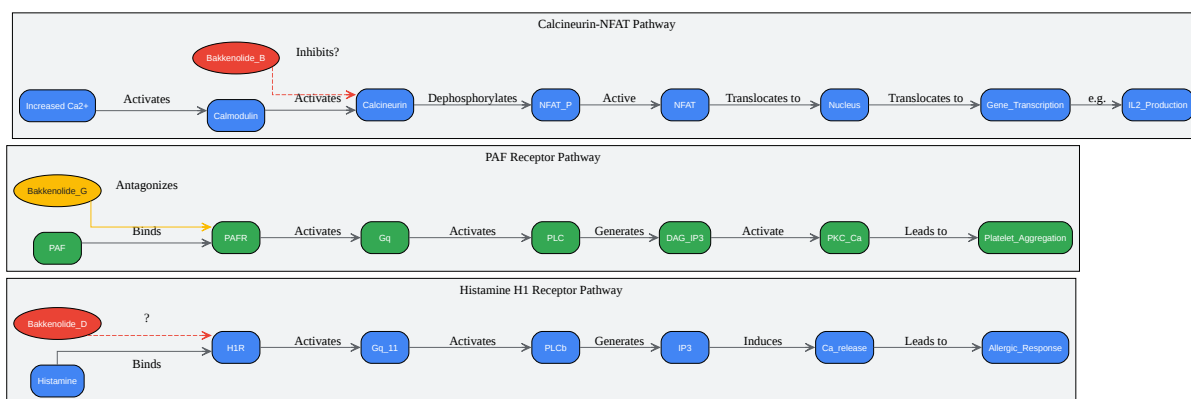 Calcineurin-NFAT Pathway
Bakkenolide_B
Inhibits?
Increased Ca2+
Activates
Calmodulin
Activates
Calcineurin
Dephosphorylates
NFAT_P
Active
NFAT
Translocates to
Nucleus
Translocates to
Gene_Transcription
e.g.
IL2_Production
PAF Receptor Pathway
Bakkenolide_G
Antagonizes
PAF
Binds
PAFR
Activates
Gq
Activates
PLC
Generates
DAG_IP3
Activate
PKC_Ca
Leads to
Platelet_Aggregation
Histamine H1 Receptor Pathway
Bakkenolide_D
?
Histamine
Binds
H1R
Activates
Gq_11
Activates
PLCb
Generates
IP3
Induces
Ca_release
Leads to
Allergic_Response